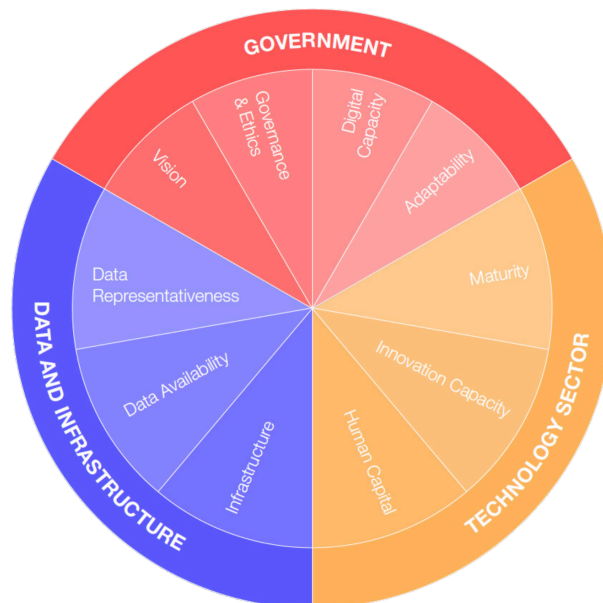 GOVERNMENT
Vision
Governance
& Ethics
Digital
Capacity
Adaptability
TECHNOLOGY SECTOR
Maturity
Innovation Capacity
Human Capital
DATA AND INFRASTRUCTURE
Infrastructure
Data Availability
Data
Representativeness